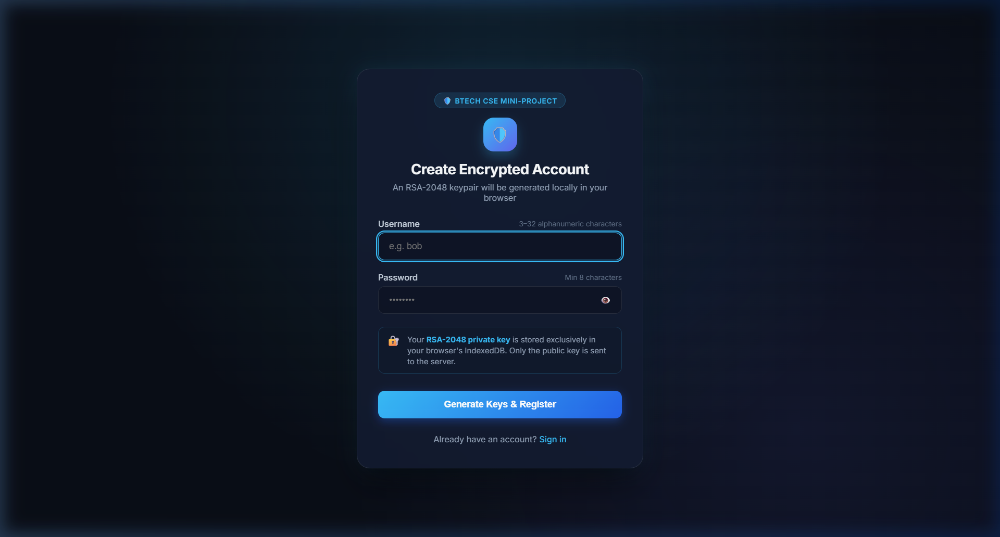 BTECH CSE MINI-PROJECT
Create Encrypted Account
An RSA-2048 keypair will be generated locally in your
browser
Username 3–32 alphanumeric characters
e.g. bob
Password Min 8 characters
••••••••
Your RSA-2048 private key is stored exclusively in
your browser's IndexedDB. Only the public key is sent
to the server.
Generate Keys & Register
Already have an account? Sign in